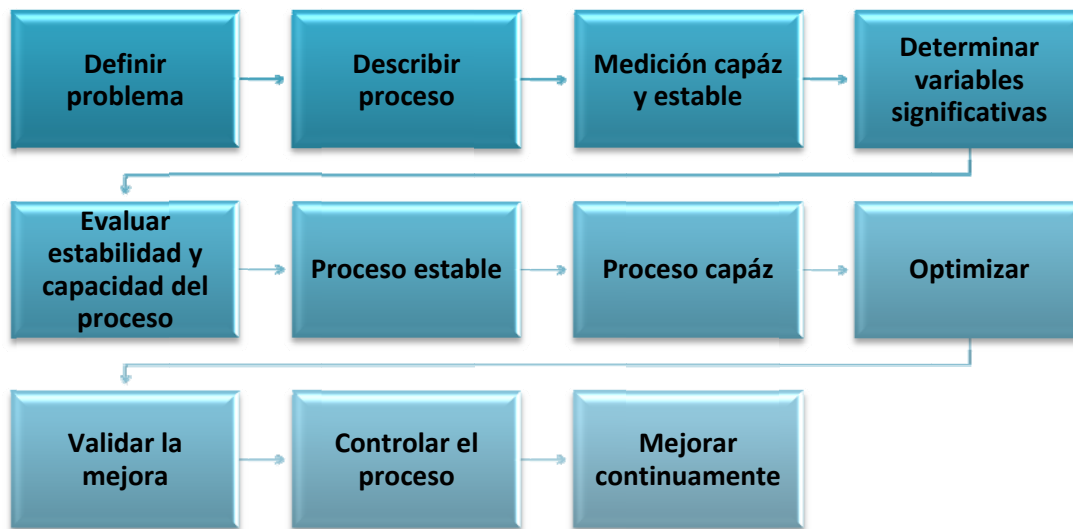 Definir
problema
Describir
proceso
Medición capáz
y estable
Determinar
variables
significativas
Evaluar
estabilidad y
capacidad del
proceso
Proceso estable
Proceso capáz
Optimizar
Validar la
mejora
Controlar el
proceso
Mejorar
continuamente